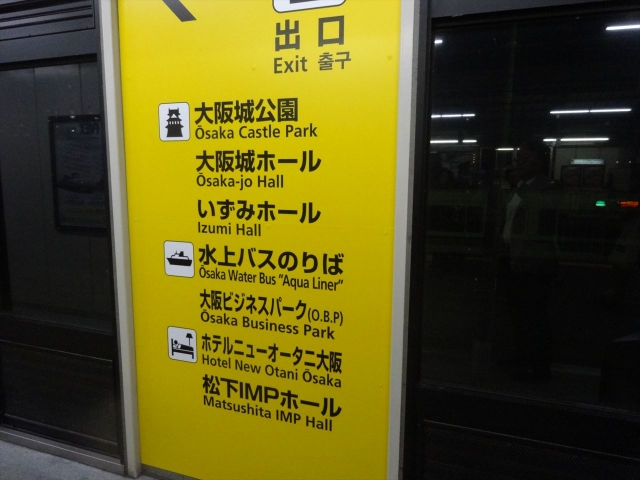 出口
Exit 출구
大阪城公園
Ōsaka Castle Park
大阪城ホール
Ōsaka-jo Hall
いずみホール
Izumi Hall
水上バスのりば
Ōsaka Water Bus "Aqua Liner"
大阪ビジネスパーク(O.B.P)
Ōsaka Business Park
ホテルニューオータニ大阪
Hotel New Otani Ōsaka
松下IMPホール
Matsushita IMP Hall